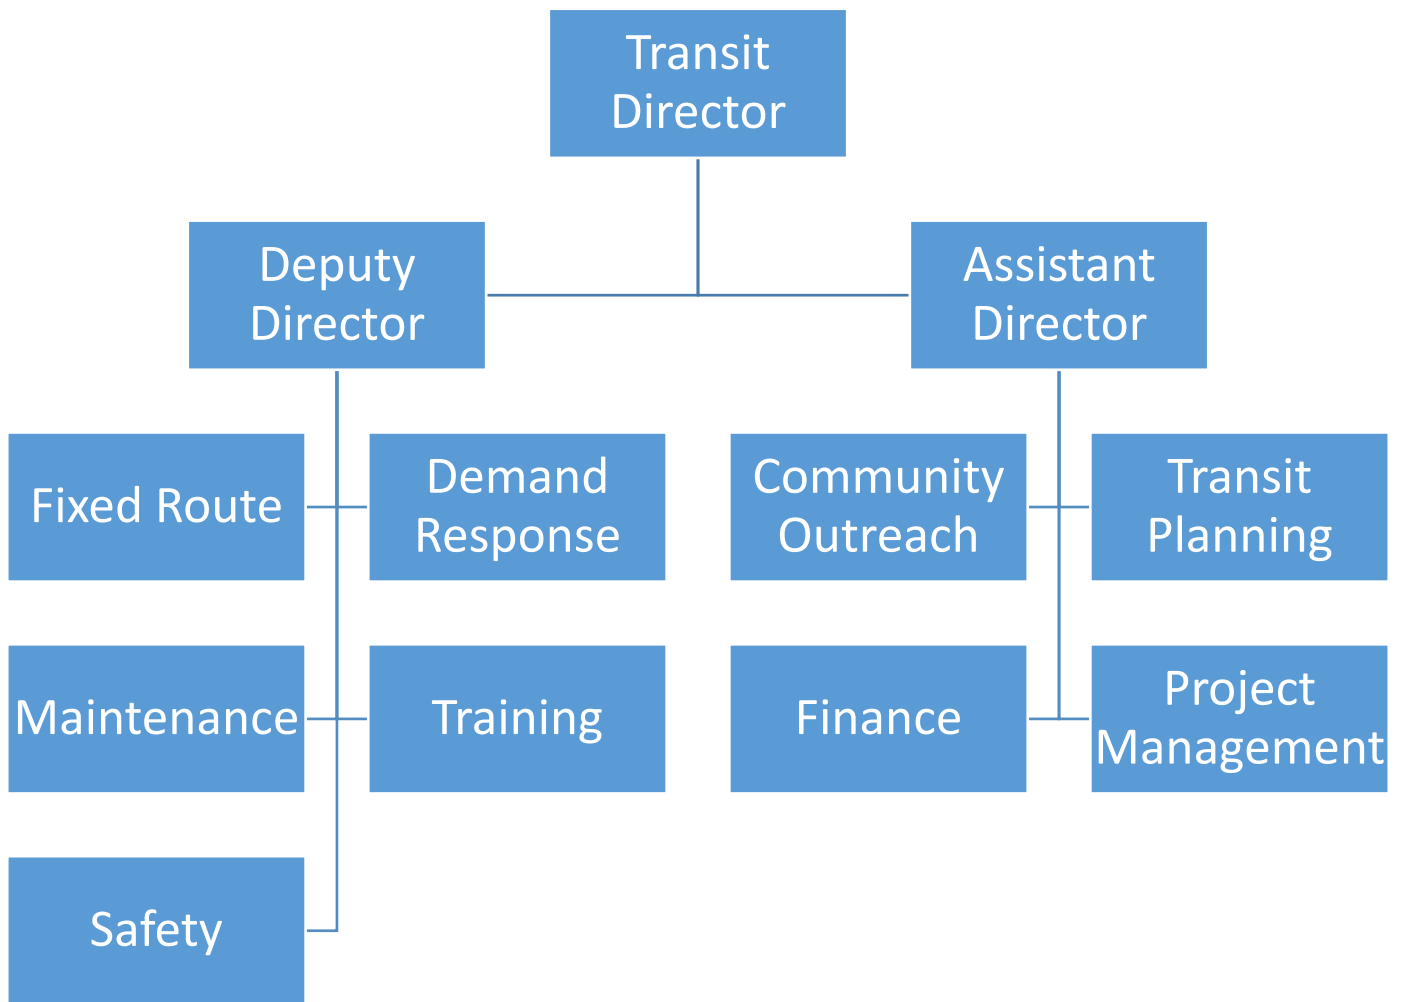 Transit
Director
Deputy
Director
Assistant
Director
Fixed Route
Demand
Response
Community
Outreach
Transit
Planning
Maintenance
Training
Finance
Project
Management
Safety